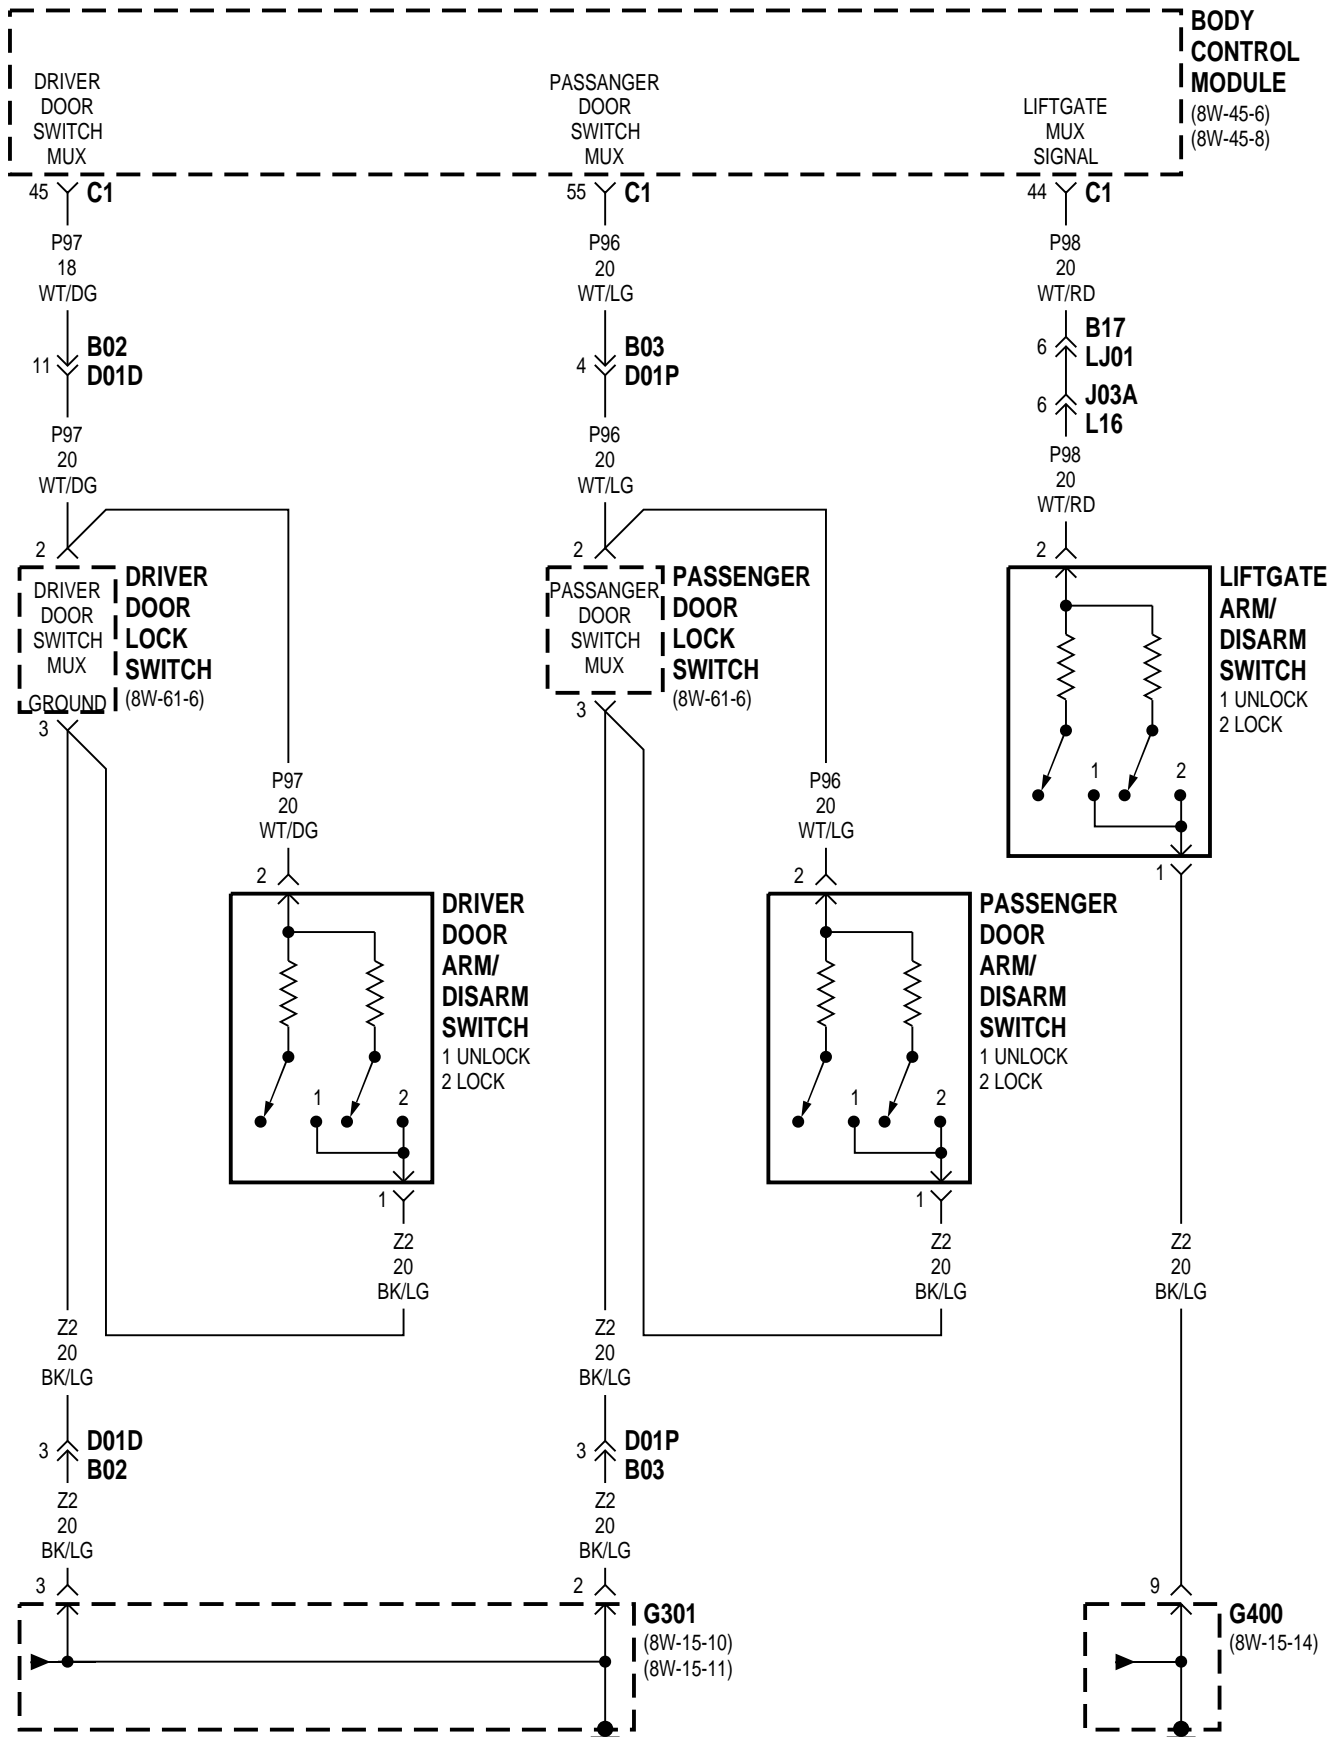 BODY
CONTROL
MODULE
(8W-45-6)
(8W-45-8)
DRIVER
DOOR
SWITCH
MUX
PASSANGER
DOOR
SWITCH
MUX
LIFTGATE
MUX
SIGNAL
45 C1
55 C1
44 C1
P97
18
WT/DG
P96
20
WT/LG
P98
20
WT/RD
11
B02
D01D
4
B03
D01P
6
B17
LJ01
6
J03A
L16
P97
20
WT/DG
P96
20
WT/LG
P98
20
WT/RD
2
DRIVER
DOOR
SWITCH
MUX
GROUND
DRIVER
DOOR
LOCK
SWITCH
(8W-61-6)
3
2
PASSANGER
DOOR
SWITCH
MUX
PASSENGER
DOOR
LOCK
SWITCH
(8W-61-6)
3
2
LIFTGATE
ARM/
DISARM
SWITCH
1 UNLOCK
2 LOCK
1
2
1
P97
20
WT/DG
P96
20
WT/LG
2
DRIVER
DOOR
ARM/
DISARM
SWITCH
1 UNLOCK
2 LOCK
1
2
1
2
PASSENGER
DOOR
ARM/
DISARM
SWITCH
1 UNLOCK
2 LOCK
1
2
1
Z2
20
BK/LG
Z2
20
BK/LG
Z2
20
BK/LG
Z2
20
BK/LG
Z2
20
BK/LG
3
D01D
B02
3
D01P
B03
Z2
20
BK/LG
Z2
20
BK/LG
3
2
9
G301
(8W-15-10)
(8W-15-11)
G400
(8W-15-14)